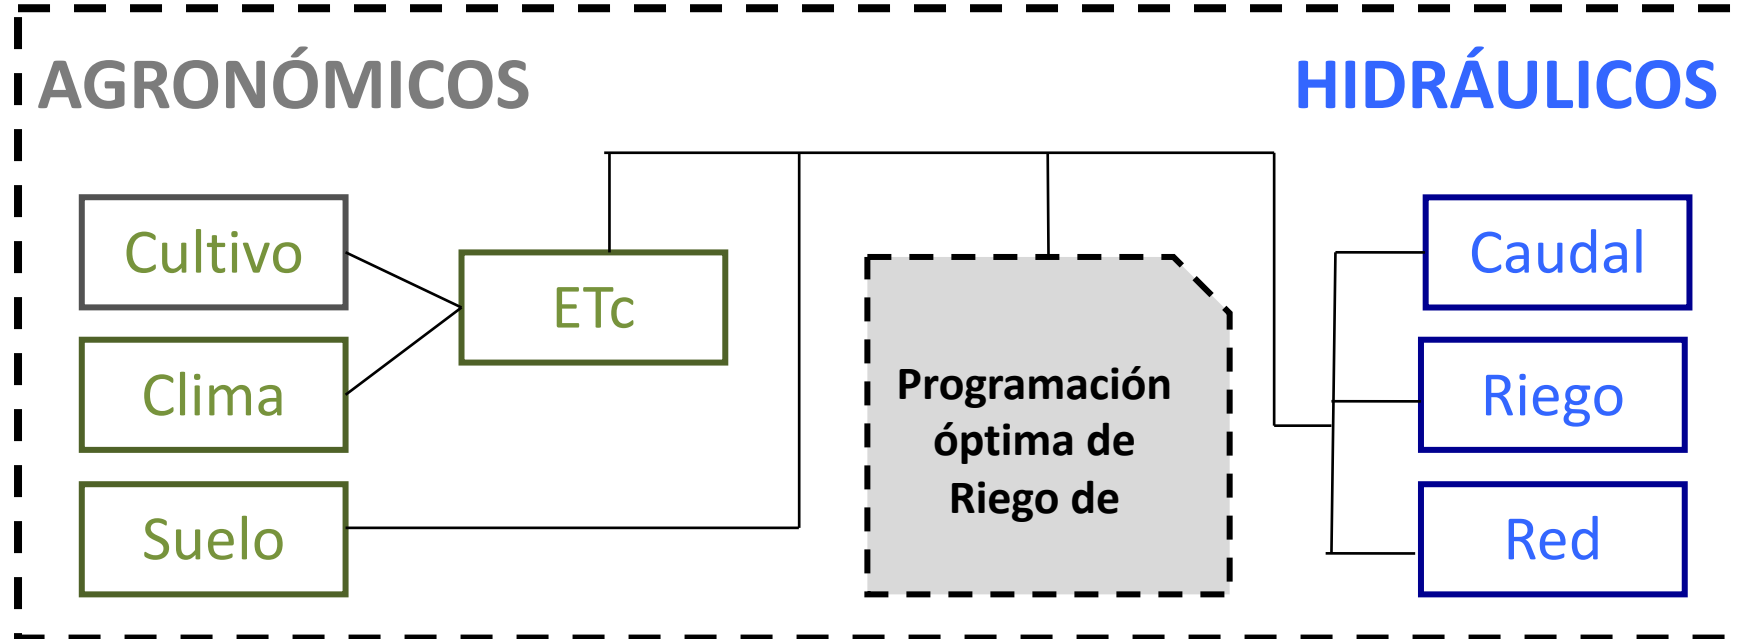 AGRONÓMICOS
HIDRÁULICOS
Cultivo
Clima
Suelo
ETc
Programación
óptima de
Riego de
Caudal
Riego
Red